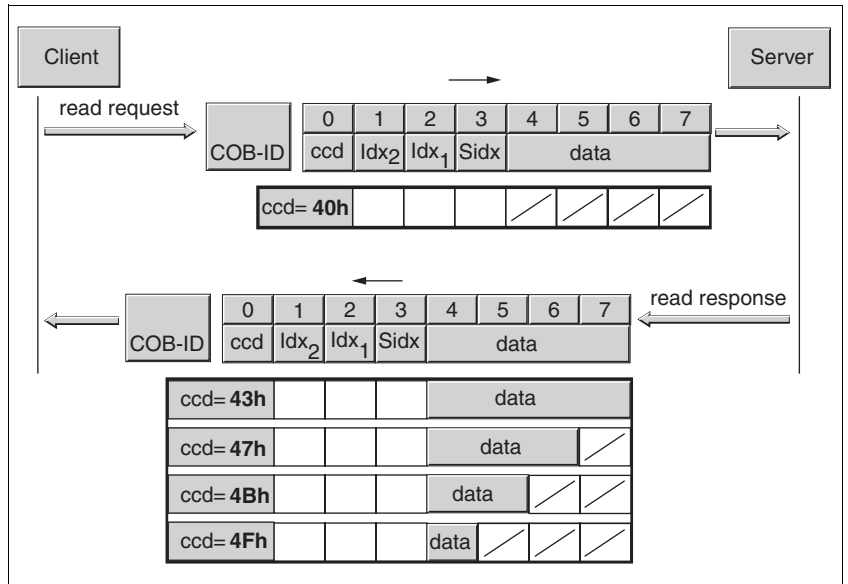 Client
Server
read request
COB-ID
0 1 2 3 4 5 6 7
ccd Idx2 Idx1 Sidx data
ccd= 40h
read response
COB-ID
0 1 2 3 4 5 6 7
ccd Idx2 Idx1 Sidx data
ccd= 43h data
ccd= 47h data
ccd= 4Bh data
ccd= 4Fh data